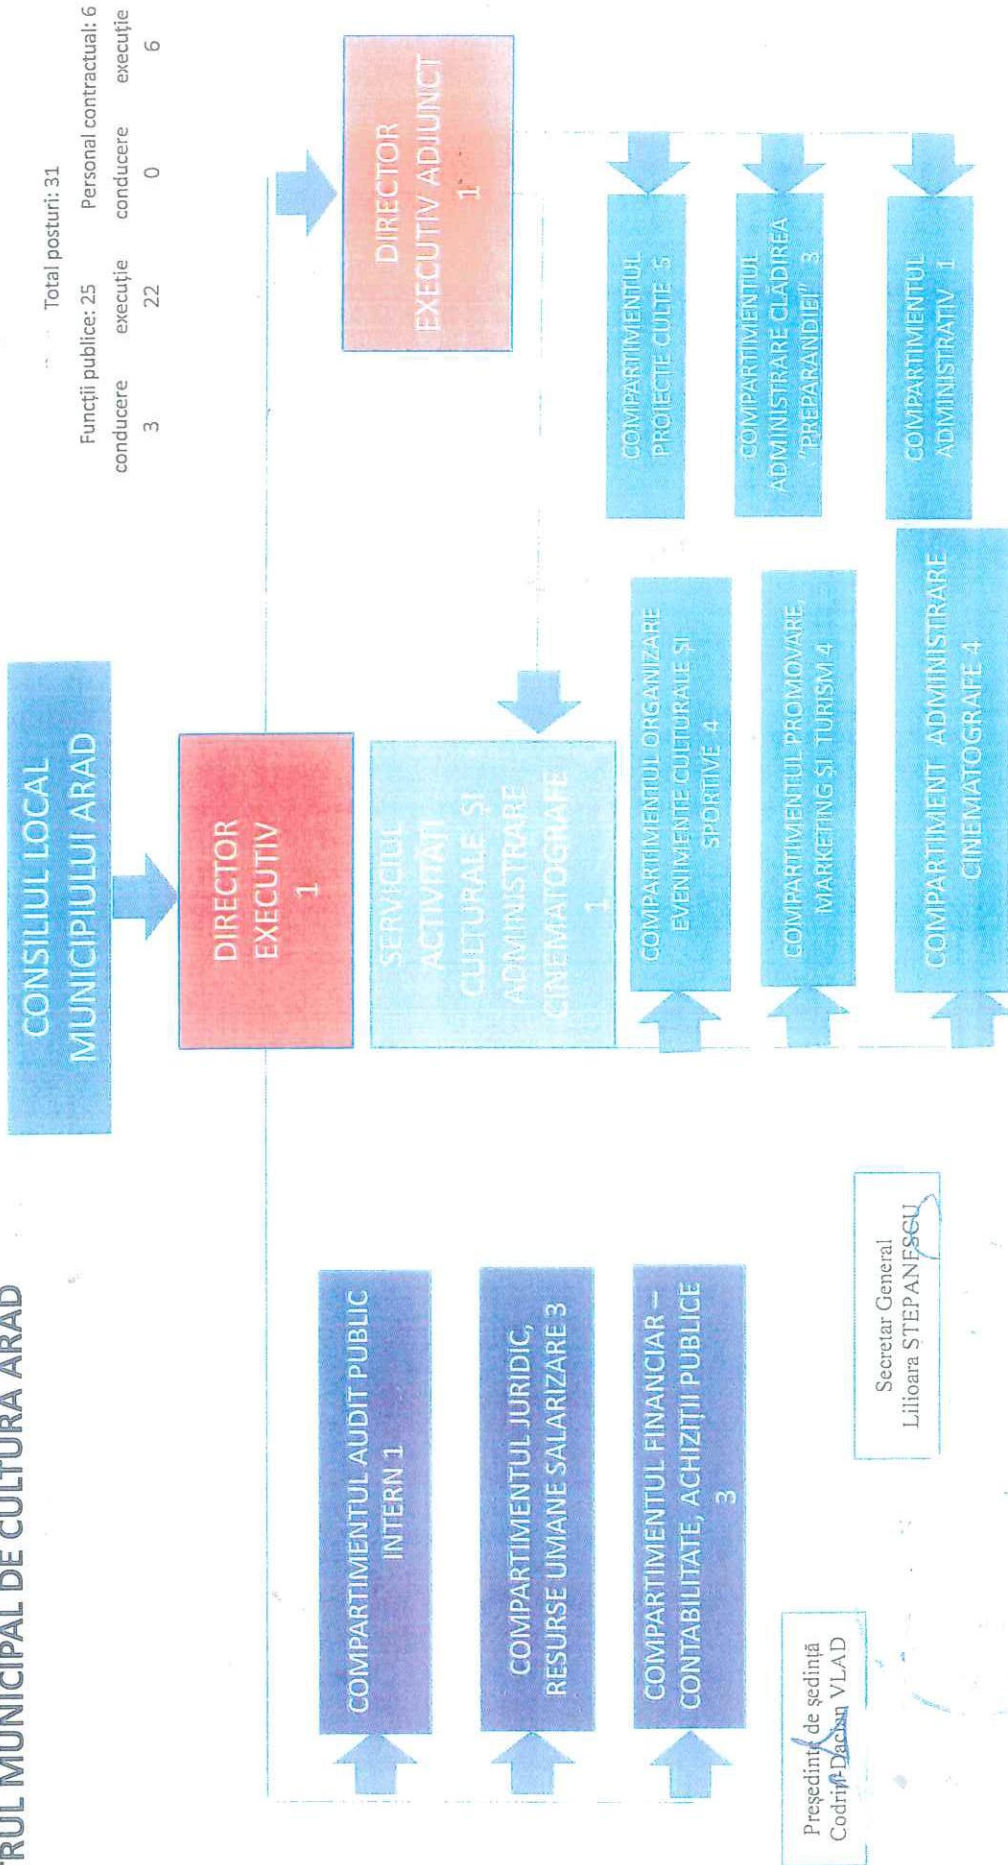 TRUL MUNICIPAL DE CULTURA ARAD
Total posturi: 31
Funcții publice: 25 Personal contractual: 6
conducere execuție conducere execuție
3 22 0 6
CONSILIUL LOCAL
MUNICIPIULUI ARAD
DIRECTOR
EXECUTIV
1
DIRECTOR
EXECUTIV ADJUNCT
1
COMPARTIMENTUL AUDIT PUBLIC
INTERN 1
COMPARTIMENTUL JURIDIC,
RESURSE UMANE SALARIZARE 3
COMPARTIMENTUL FINANCIAR –
CONTABILITATE, ACHIZIȚII PUBLICE
3
SERVICIUL
ACTIVITĂȚI
CULTURALE ȘI
ADMINSTRARE
CINEMATOGRAFE
1
COMPARTIMENTUL ORGANIZARE
EVENIMENTE CULTURALE ȘI
SPORTIVE 4
COMPARTIMENTUL PROMOVARE,
MARKETING ȘI TURISM 4
COMPARTIMENT ADMINISTRARE
CINEMATOGRAFE 4
COMPARTIMENTUL
PROIECTE CULTE 5
COMPARTIMENTUL
ADMINISTRARE CLĂDIREA
"PREPARANDIEI" 3
COMPARTIMENTUL
ADMINISTRATIV 1
Președinte de ședință
Codrin-Dacian VLAD
Secretar General
Lilioara STEPANESCU